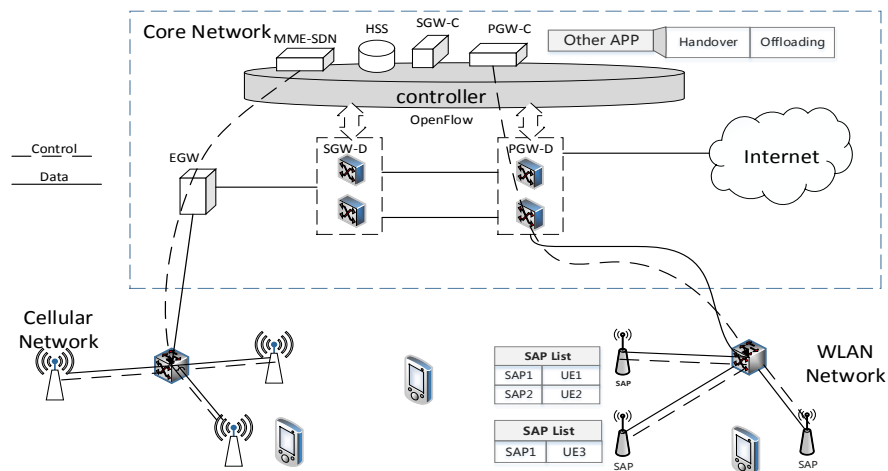 Core Network
MME-SDN
HSS
SGW-C
PGW-C
Other APP
Handover
Offloading
controller
OpenFlow
Control
Data
EGW
SGW-D
PGW-D
Internet
Cellular
Network
SAP List
SAP1 UE1
SAP2 UE2
SAP List
SAP1 UE3
SAP
SAP
SAP
WLAN
Network